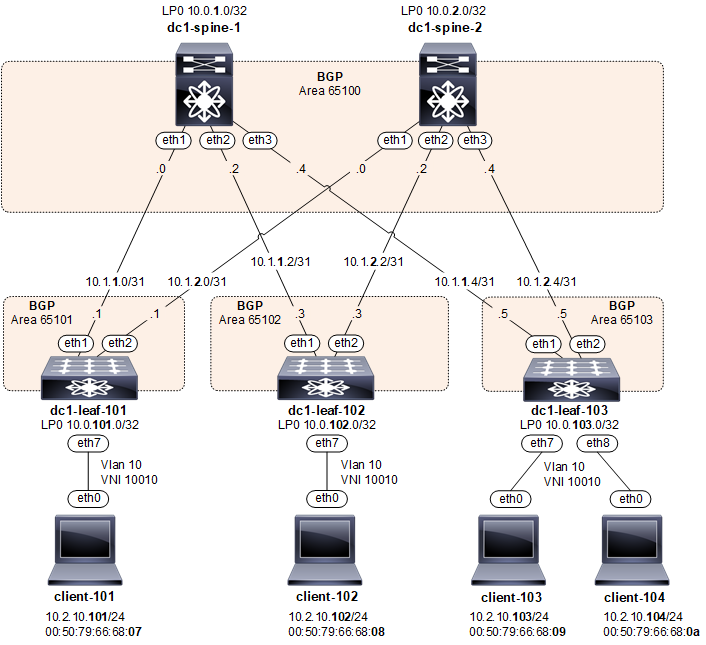 LP0 10.0.1.0/32
dc1-spine-1
LP0 10.0.2.0/32
dc1-spine-2
BGP
Area 65100
eth1
eth2
eth3
eth1
eth2
eth3
.0
.2
.4
.0
.2
.4
10.1.1.0/31
10.1.2.0/31
10.1.1.2/31
10.1.2.2/31
10.1.1.4/31
10.1.2.4/31
BGP
Area 65101
.1
.1
eth1
eth2
BGP
Area 65102
.3
.3
eth1
eth2
BGP
Area 65103
.5
.5
eth1
eth2
dc1-leaf-101
LP0 10.0.101.0/32
dc1-leaf-102
LP0 10.0.102.0/32
dc1-leaf-103
LP0 10.0.103.0/32
eth7
Vlan 10
VNI 10010
eth0
eth7
Vlan 10
VNI 10010
eth0
eth7
eth8
Vlan 10
VNI 10010
eth0
eth0
client-101
10.2.10.101/24
00:50:79:66:68:07
client-102
10.2.10.102/24
00:50:79:66:68:08
client-103
10.2.10.103/24
00:50:79:66:68:09
client-104
10.2.10.104/24
00:50:79:66:68:0a